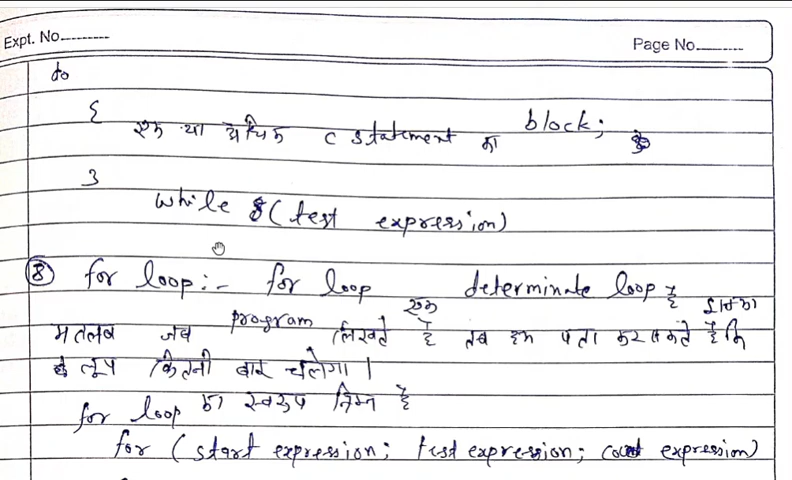 Expt. No.
Page No.
do
{
एक या अधिक c statement का block;
}
while (test expression)
⑧ for loop:- for loop एक determinate loop है इसका
मतलब जब program लिखते है तब हम पता कर सकते है कि
लूप कितनी बार चलेगा।
for loop का स्वरूप निम्न है
for (start expression; test expression; count expression)